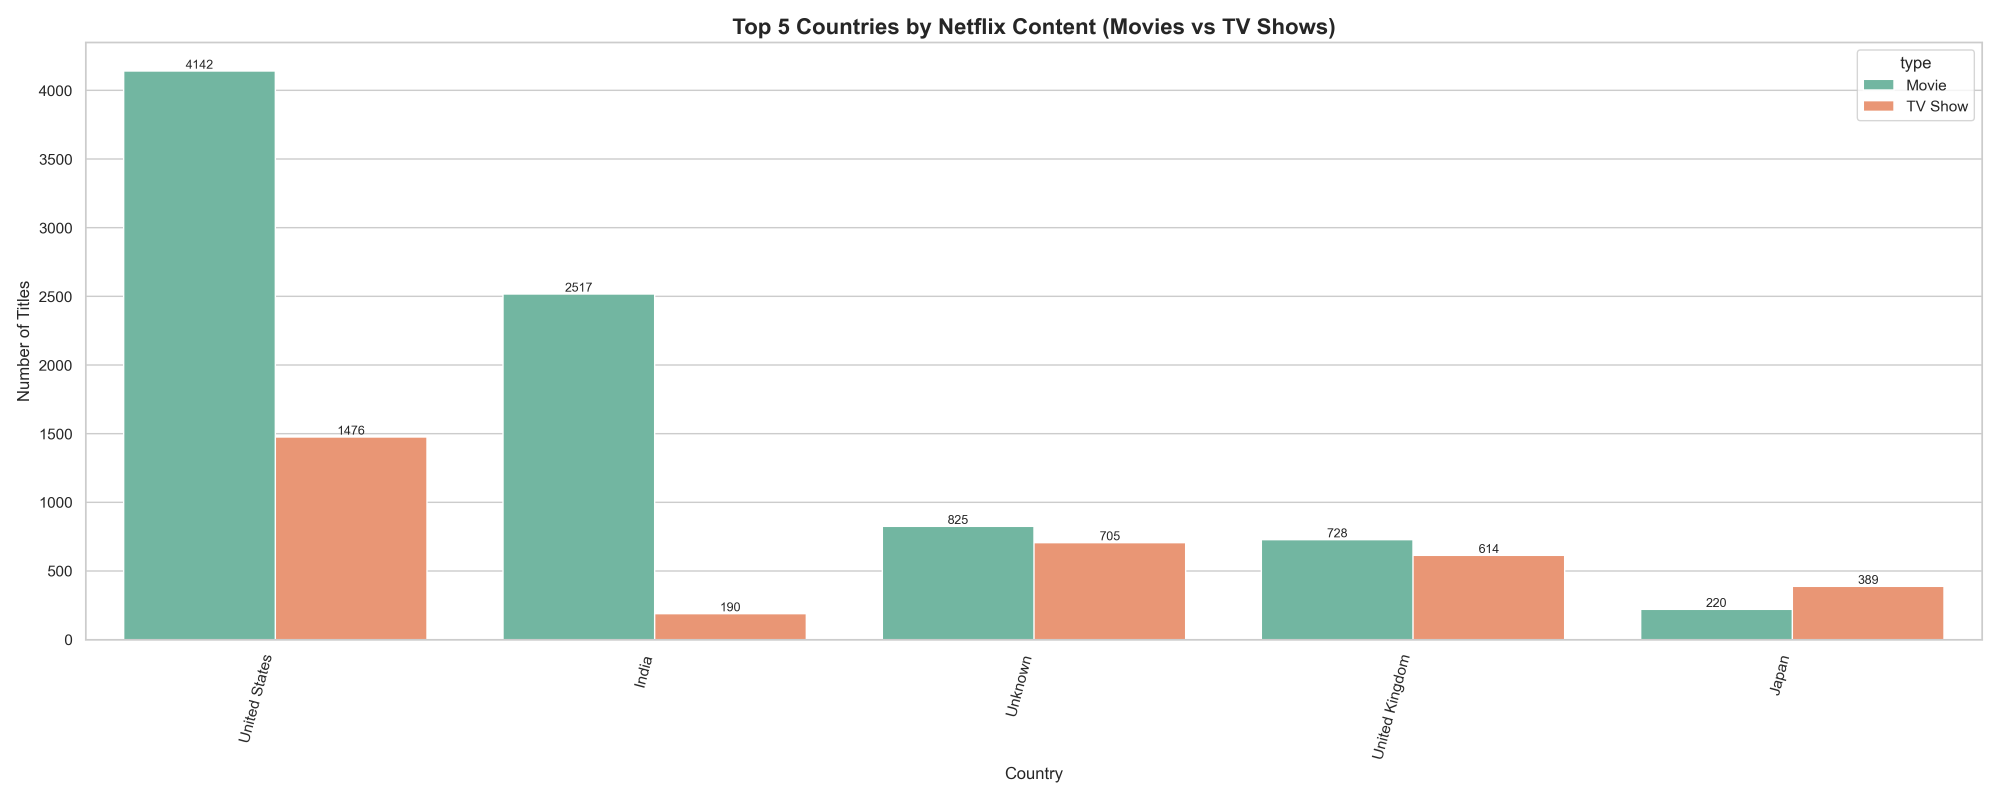 Top 5 Countries by Netflix Content (Movies vs TV Shows)
type
Movie
TV Show
Number of Titles
4000
3500
3000
2500
2000
1500
1000
500
0
4142
1476
2517
190
825
705
728
614
220
389
United States
India
Unknown
United Kingdom
Japan
Country